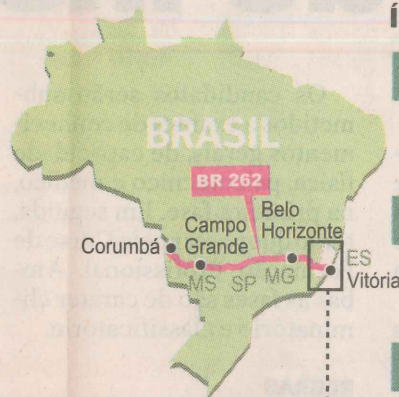 BRASIL
BR 262
Belo
Horizonte
Campo
Grande
Corumbá
MS
SP
MG
ES
Vitória